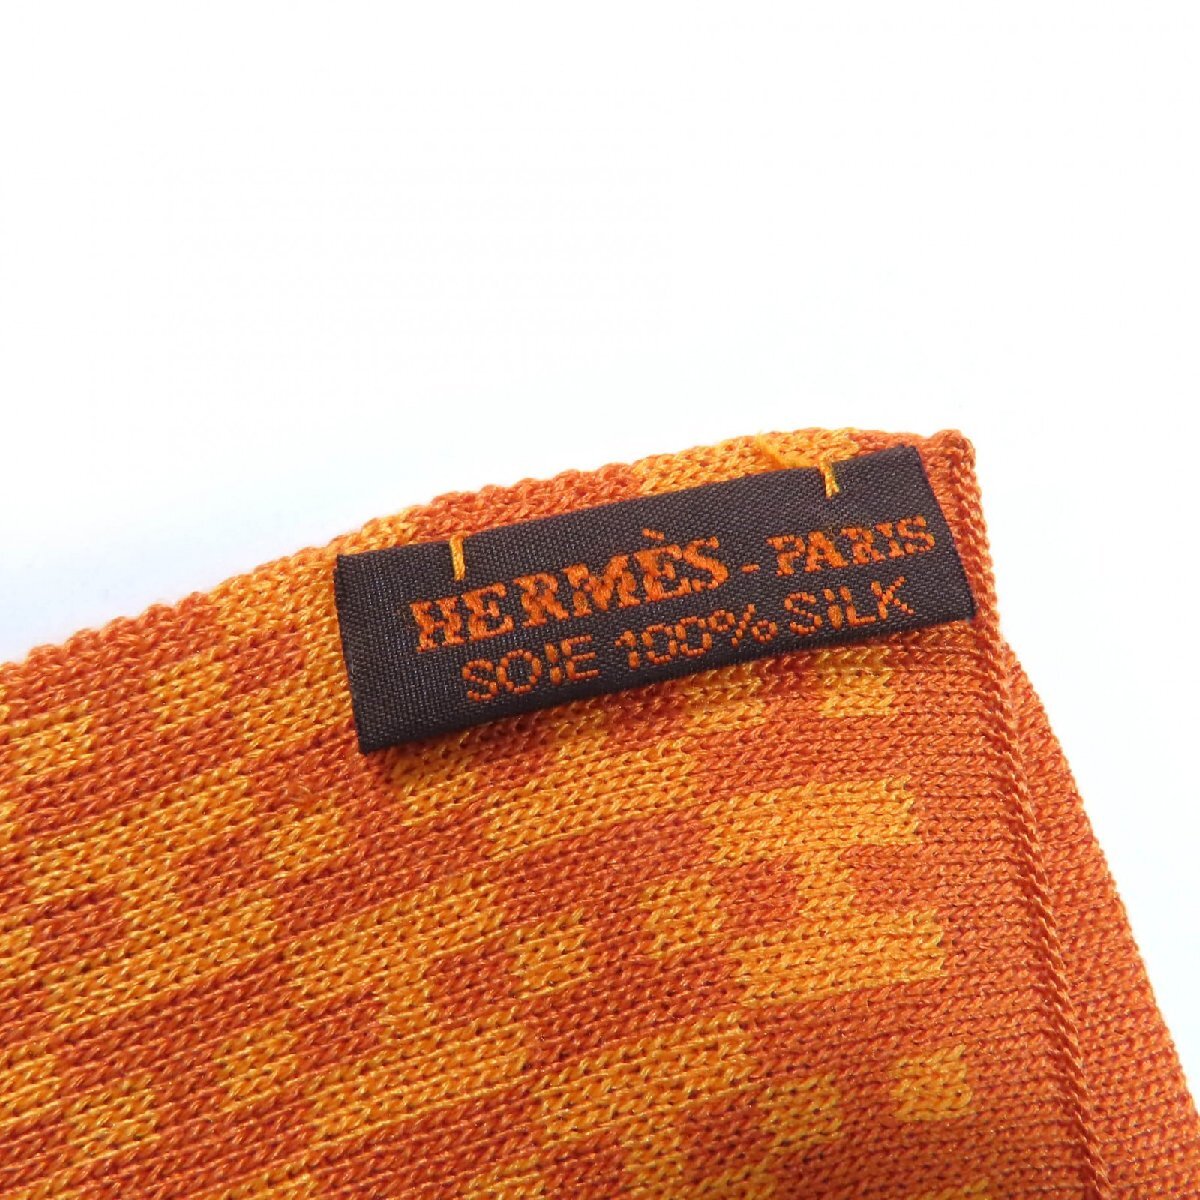 HERMÈS - PARIS
SOIE 100% SILK